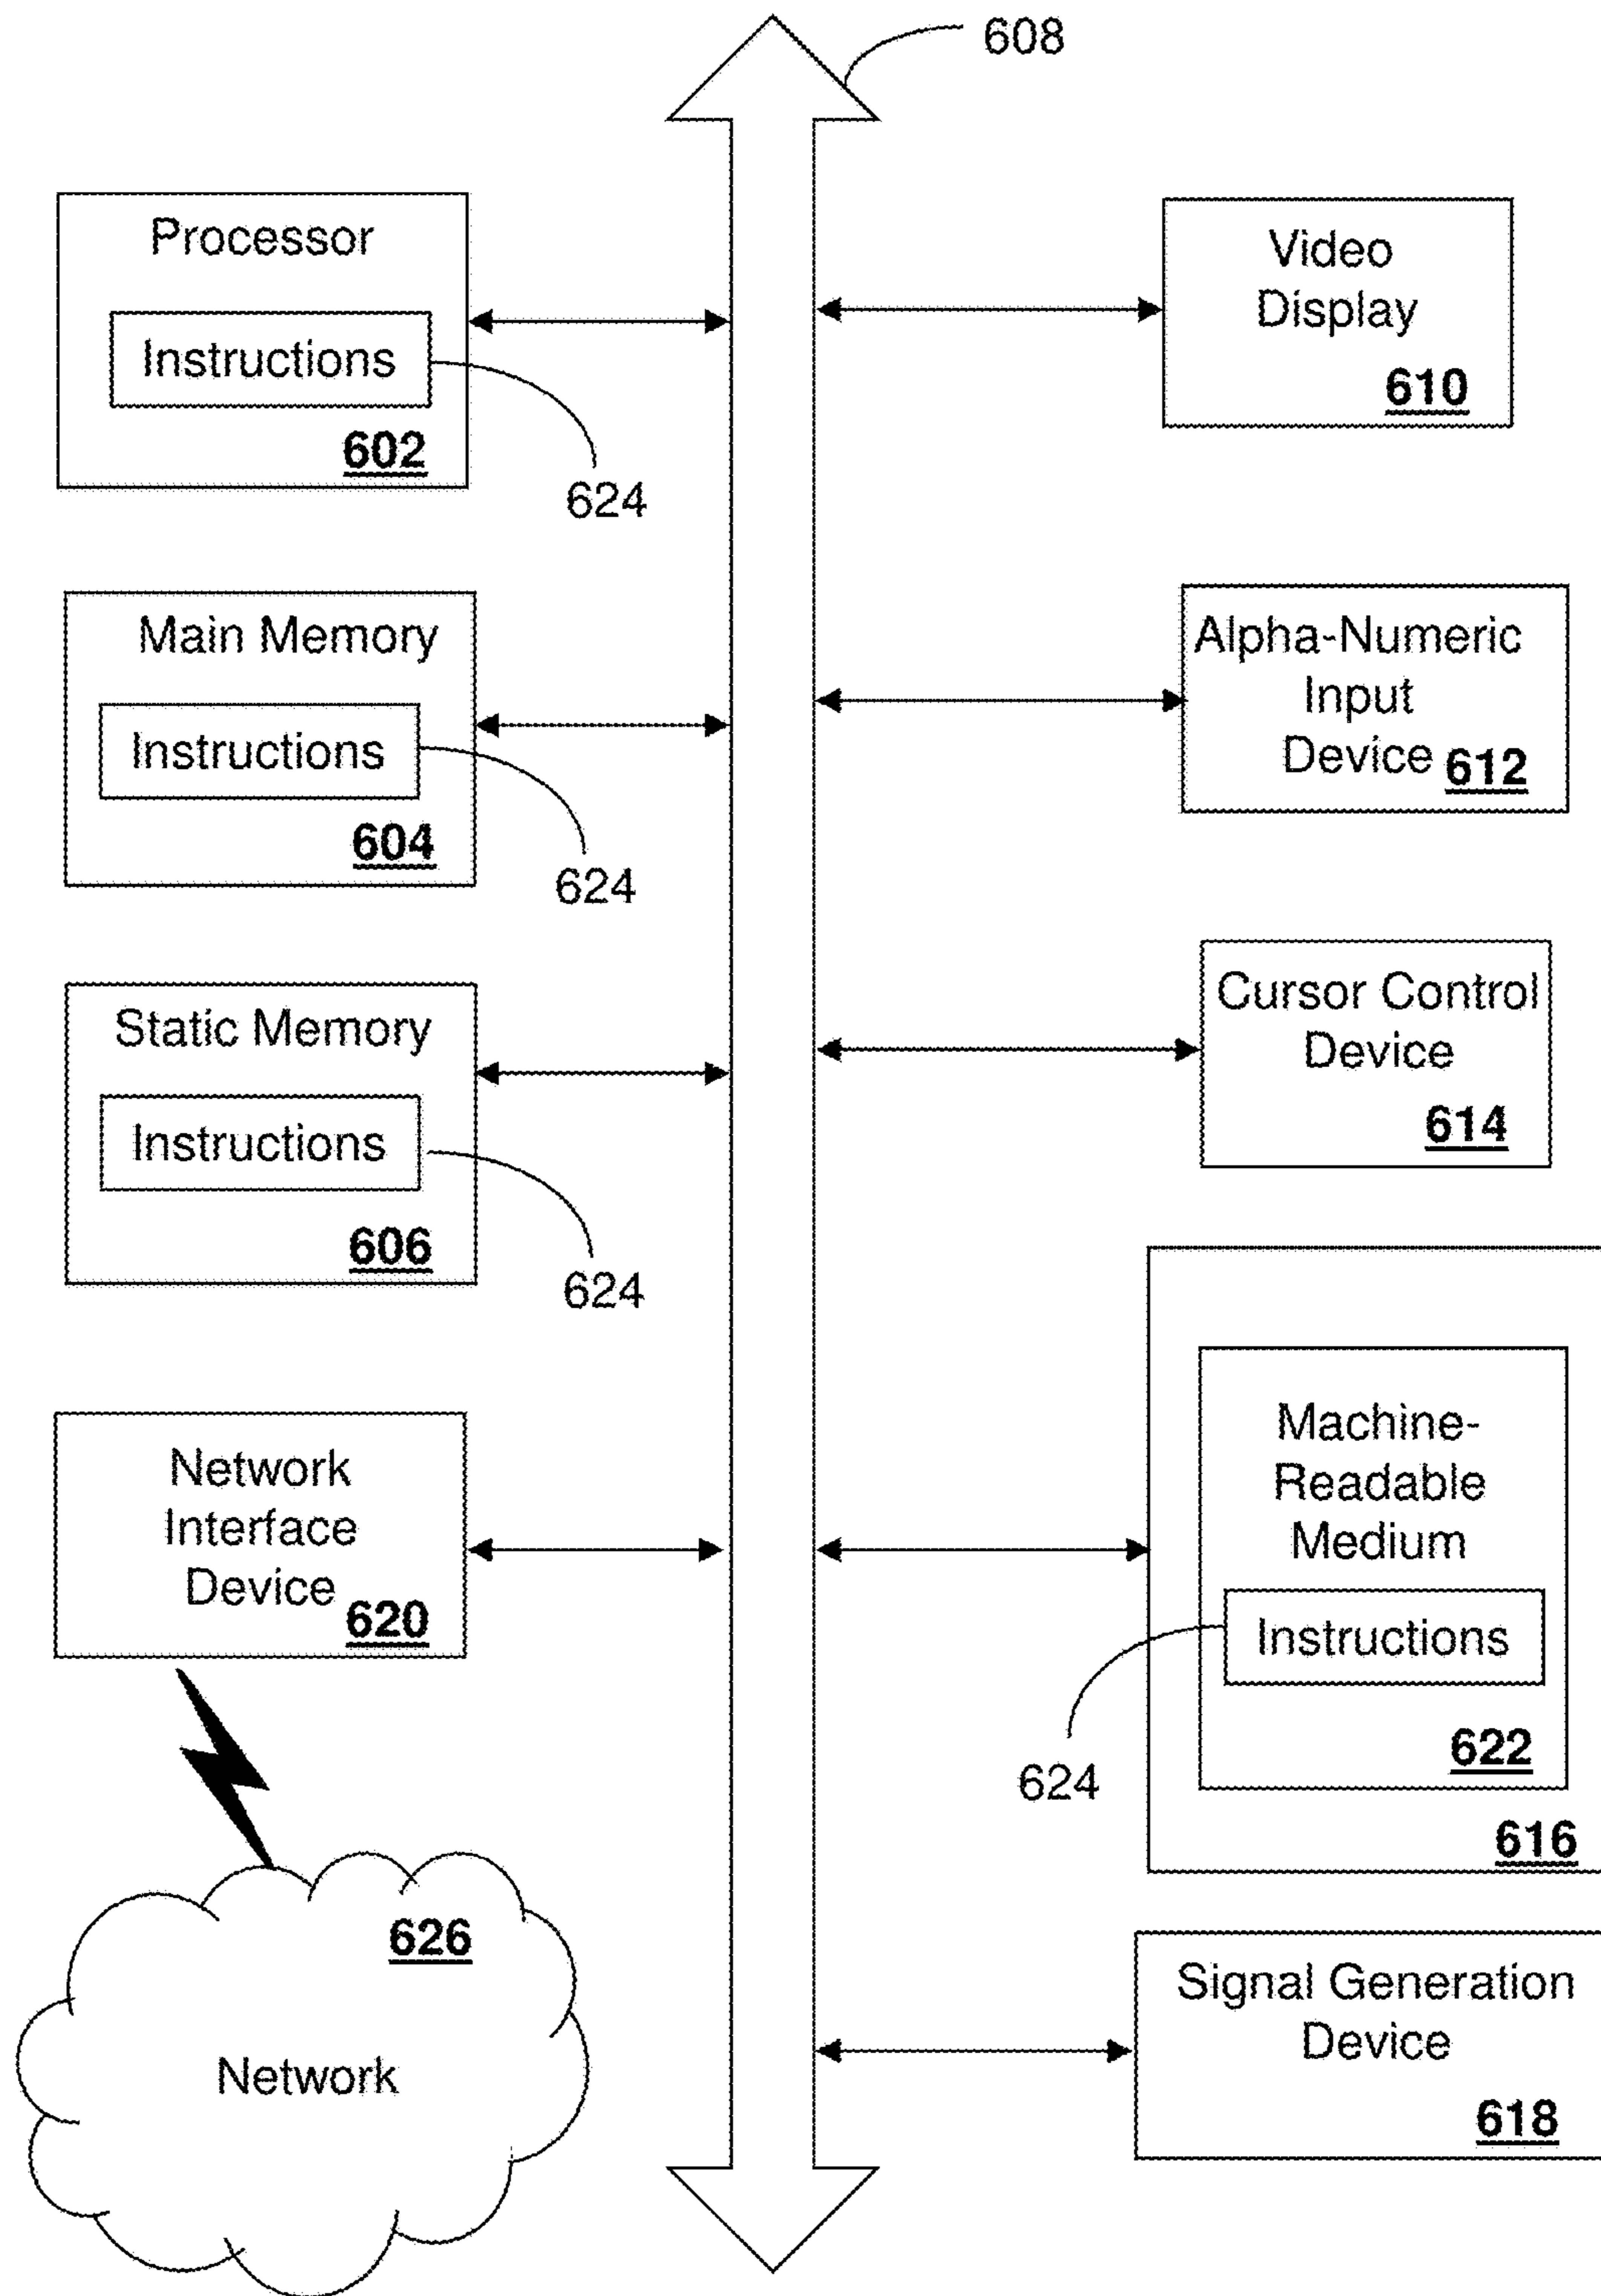 608
Processor
Instructions
602
624
Main Memory
Instructions
604
624
Static Memory
Instructions
606
624
Network
Interface
Device
620
626
Network
Video
Display
610
Alpha-Numeric
Input
Device 612
Cursor Control
Device
614
Machine-
Readable
Medium
Instructions
622
624
616
Signal Generation
Device
618